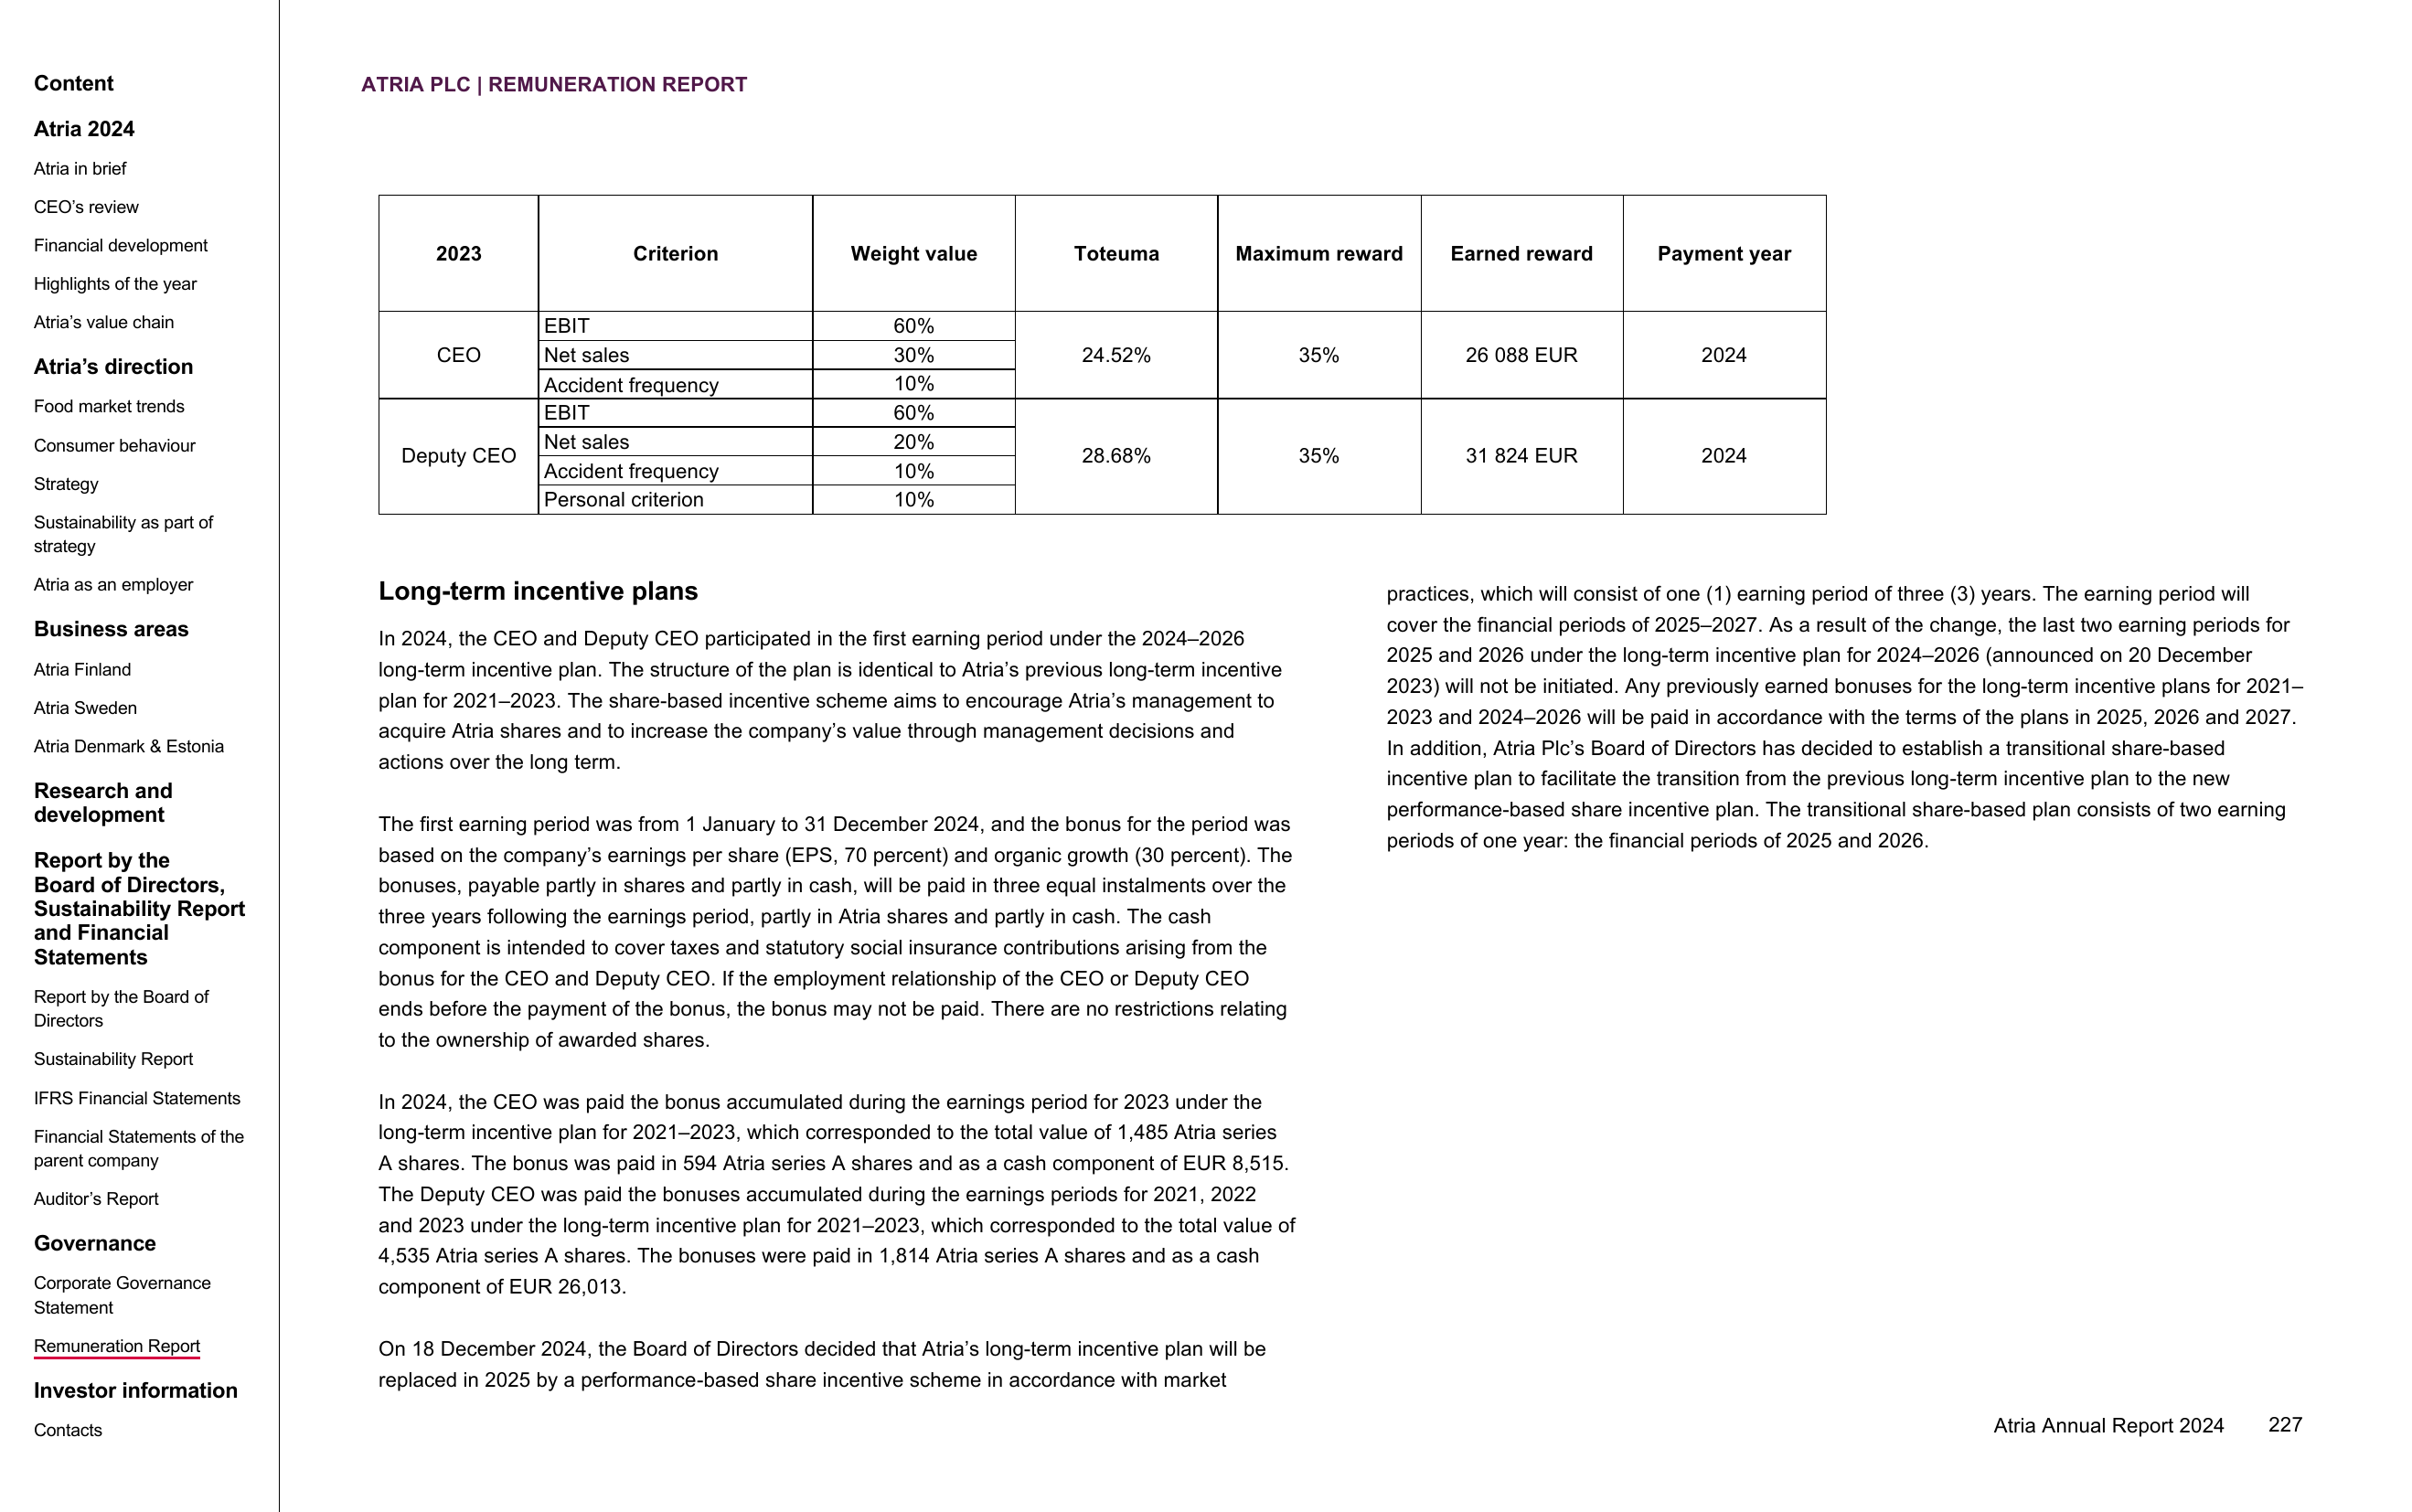 Content
Atria 2024
Atria in brief
CEO’s review
Financial development
Highlights of the year
Atria’s value chain
Atria’s direction
Food market trends
Consumer behaviour
Strategy
Sustainability as part of
strategy
Atria as an employer
Business areas
Atria Finland
Atria Sweden
Atria Denmark & Estonia
Research and
development
Report by the
Board of Directors,
Sustainability Report
and Financial
Statements
Report by the Board of
Directors
Sustainability Report
IFRS Financial Statements
Financial Statements of the
parent company
Auditor’s Report
Governance
Corporate Governance
Statement
Remuneration Report
Investor information
Contacts
ATRIA PLC | REMUNERATION REPORT
2023 Criterion Weight value Toteuma Maximum reward Earned reward Payment year
EBIT 60%
CEO Net sales 30% 24.52% 35% 26 088 EUR 2024
Accident frequency 10%
EBIT 60%
Net sales 20%
Deputy CEO 28.68% 35% 31 824 EUR 2024
Accident frequency 10%
Personal criterion 10%
Long-term incentive plans
In 2024, the CEO and Deputy CEO participated in the first earning period under the 2024–2026
long-term incentive plan. The structure of the plan is identical to Atria’s previous long-term incentive
plan for 2021–2023. The share-based incentive scheme aims to encourage Atria’s management to
acquire Atria shares and to increase the company’s value through management decisions and
actions over the long term.
The first earning period was from 1 January to 31 December 2024, and the bonus for the period was
based on the company’s earnings per share (EPS, 70 percent) and organic growth (30 percent). The
bonuses, payable partly in shares and partly in cash, will be paid in three equal instalments over the
three years following the earnings period, partly in Atria shares and partly in cash. The cash
component is intended to cover taxes and statutory social insurance contributions arising from the
bonus for the CEO and Deputy CEO. If the employment relationship of the CEO or Deputy CEO
ends before the payment of the bonus, the bonus may not be paid. There are no restrictions relating
to the ownership of awarded shares.
In 2024, the CEO was paid the bonus accumulated during the earnings period for 2023 under the
long-term incentive plan for 2021–2023, which corresponded to the total value of 1,485 Atria series
A shares. The bonus was paid in 594 Atria series A shares and as a cash component of EUR 8,515.
The Deputy CEO was paid the bonuses accumulated during the earnings periods for 2021, 2022
and 2023 under the long-term incentive plan for 2021–2023, which corresponded to the total value of
4,535 Atria series A shares. The bonuses were paid in 1,814 Atria series A shares and as a cash
component of EUR 26,013.
On 18 December 2024, the Board of Directors decided that Atria’s long-term incentive plan will be
replaced in 2025 by a performance-based share incentive scheme in accordance with market
practices, which will consist of one (1) earning period of three (3) years. The earning period will
cover the financial periods of 2025–2027. As a result of the change, the last two earning periods for
2025 and 2026 under the long-term incentive plan for 2024–2026 (announced on 20 December
2023) will not be initiated. Any previously earned bonuses for the long-term incentive plans for 2021–
2023 and 2024–2026 will be paid in accordance with the terms of the plans in 2025, 2026 and 2027.
In addition, Atria Plc’s Board of Directors has decided to establish a transitional share-based
incentive plan to facilitate the transition from the previous long-term incentive plan to the new
performance-based share incentive plan. The transitional share-based plan consists of two earning
periods of one year: the financial periods of 2025 and 2026.
Atria Annual Report 2024 227